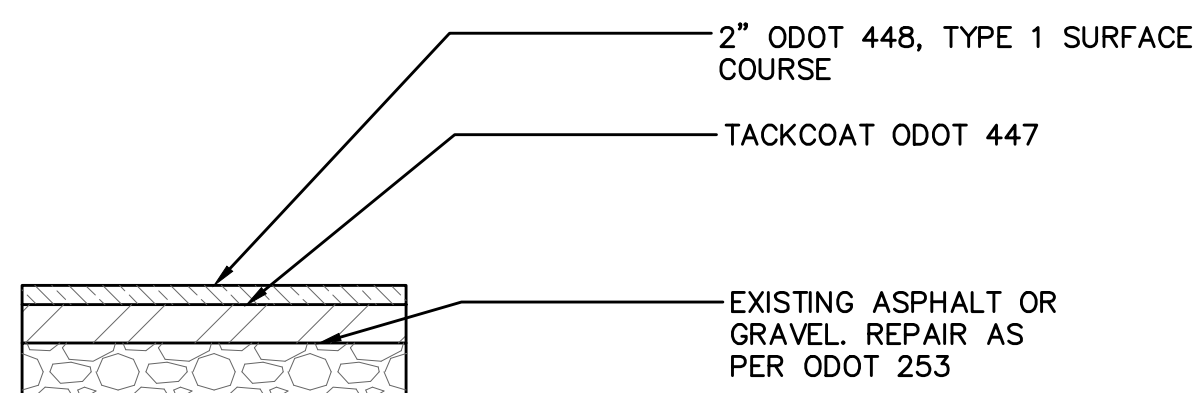 2” ODOT 448, TYPE 1 SURFACE
COURSE
TACKCOAT ODOT 447
EXISTING ASPHALT OR
GRAVEL. REPAIR AS
PER ODOT 253